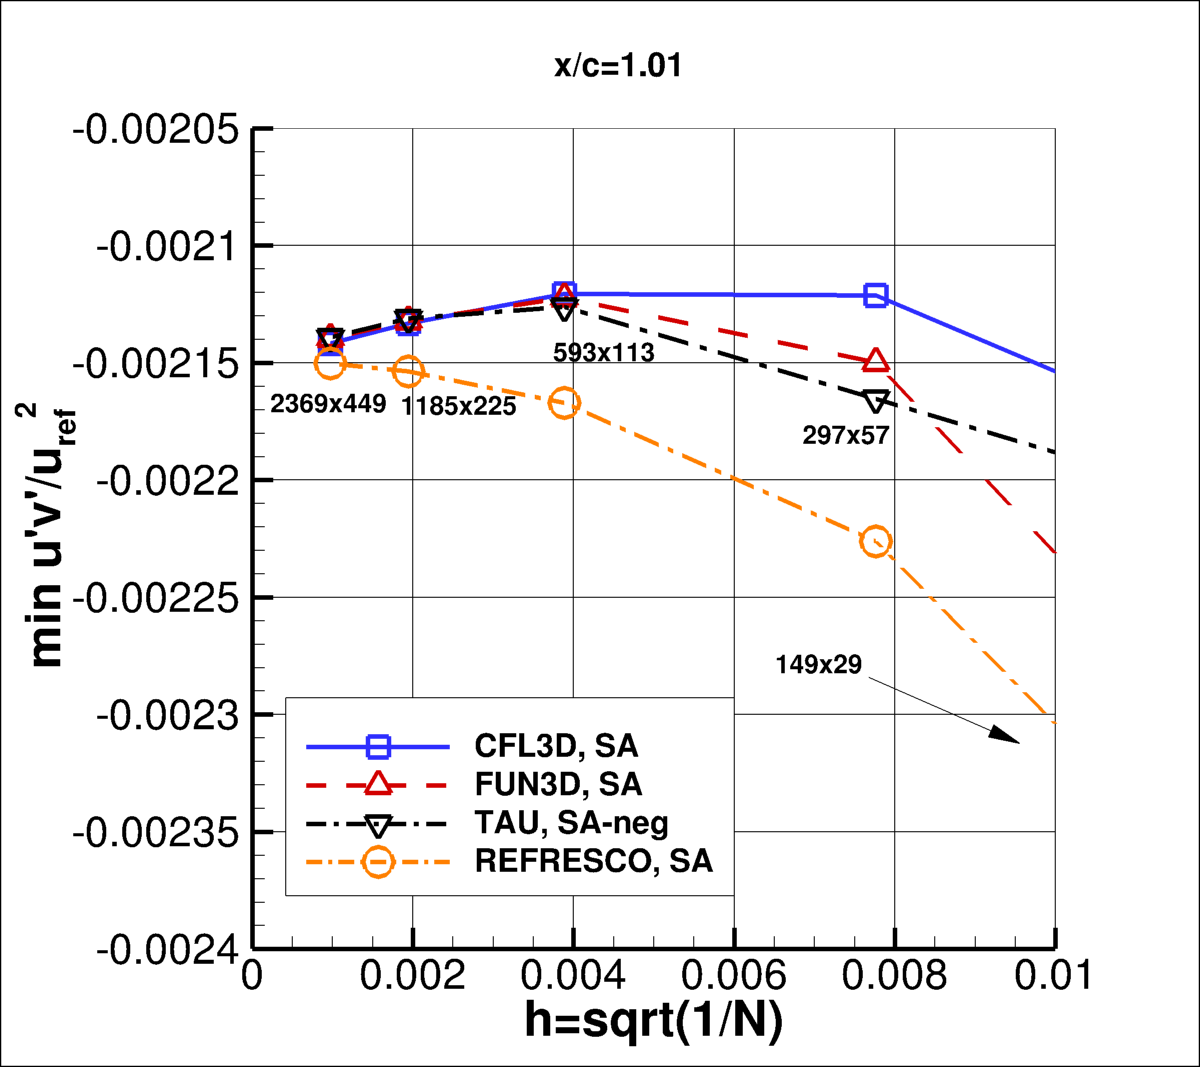 x/c=1.01
-0.00205
-0.0021
-0.00215
-0.0022
-0.00225
-0.0023
-0.00235
-0.0024
min u'v'/u_ref^2
593x113
2369x449
1185x225
297x57
149x29
CFL3D, SA
FUN3D, SA
TAU, SA-neg
REFRESCO, SA
0 0.002 0.004 0.006 0.008 0.01
h=sqrt(1/N)